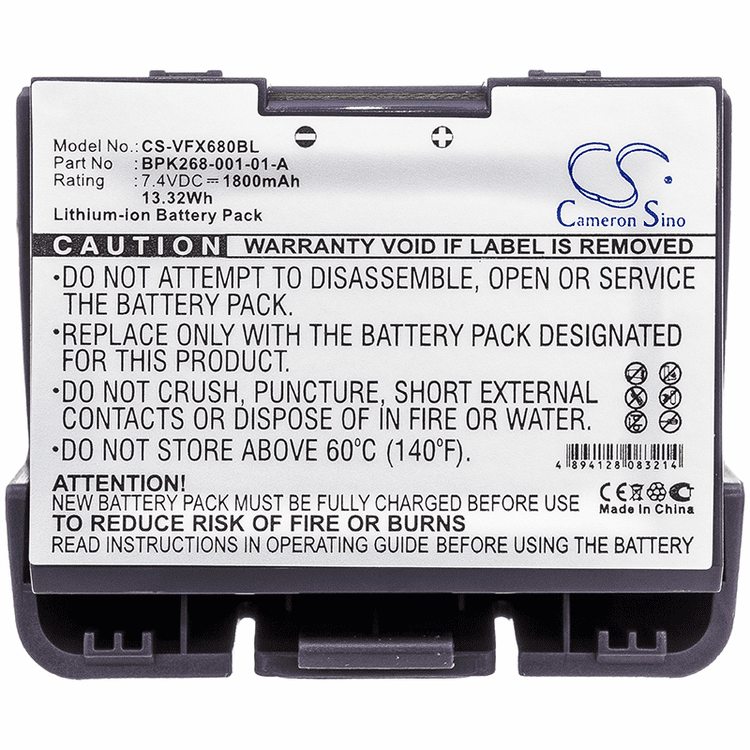 Model No.: CS-VFX680BL
Part No : BPK268-001-01-A
Rating : 7.4VDC⎓1800mAh
13.32Wh
Lithium-ion Battery Pack
CS
Cameron Sino
CAUTION WARRANTY VOID IF LABEL IS REMOVED
•DO NOT ATTEMPT TO DISASSEMBLE, OPEN OR SERVICE
THE BATTERY PACK.
•REPLACE ONLY WITH THE BATTERY PACK DESIGNATED
FOR THIS PRODUCT.
•DO NOT CRUSH, PUNCTURE, SHORT EXTERNAL
CONTACTS OR DISPOSE OF IN FIRE OR WATER.
•DO NOT STORE ABOVE 60ºC (140ºF).
4 894128 083214
ATTENTION!
NEW BATTERY PACK MUST BE FULLY CHARGED BEFORE USE
TO REDUCE RISK OF FIRE OR BURNS
READ INSTRUCTIONS IN OPERATING GUIDE BEFORE USING THE BATTERY
CE
Made In China